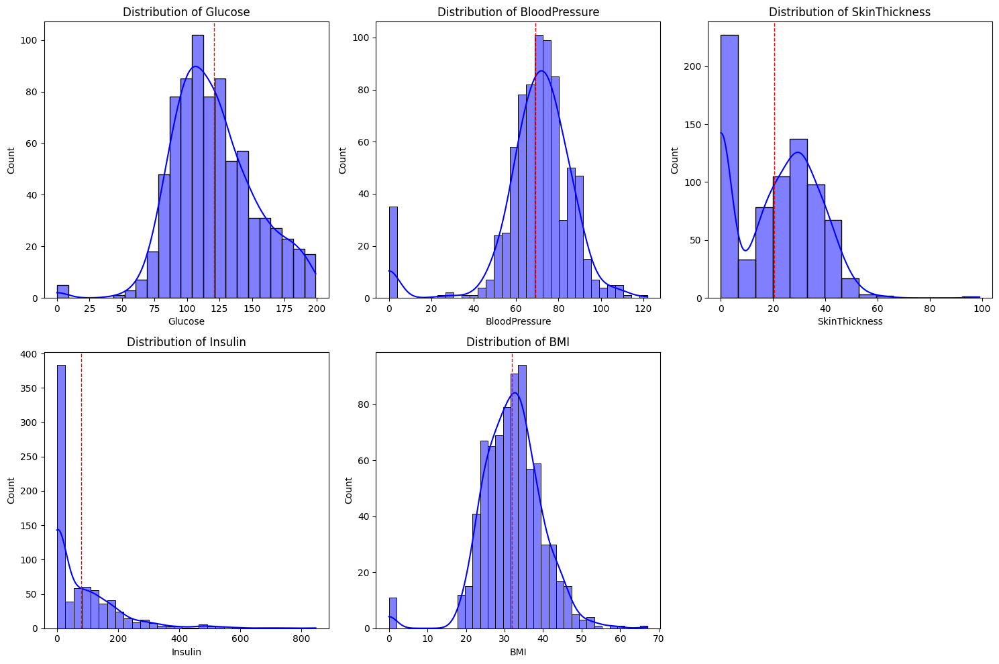 Distribution of Glucose
100
80
60
40
20
0
Count
0 25 50 75 100 125 150 175 200
Glucose
Distribution of BloodPressure
100
80
60
40
20
0
Count
0 20 40 60 80 100 120
BloodPressure
Distribution of SkinThickness
200
150
100
50
0
Count
0 20 40 60 80 100
SkinThickness
Distribution of Insulin
400
350
300
250
200
150
100
50
0
Count
0 200 400 600 800
Insulin
Distribution of BMI
80
60
40
20
0
Count
0 10 20 30 40 50 60 70
BMI